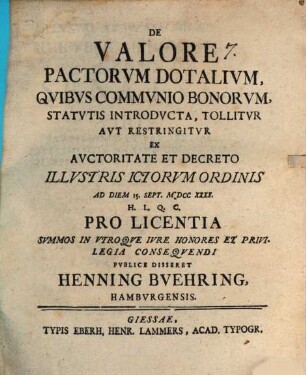 DE
VALORE 7.
PACTORVM DOTALIVM,
QVIBVS COMMVNIO BONORVM,
STATVTIS INTRODVCTA, TOLLITVR
AVT RESTRINGITVR
EX
AVCTORITATE ET DECRETO
ILLVSTRIS ICTORVM ORDINIS
AD DIEM 15. SEPT. MDCC XXXX.
H. L. Q. C.
PRO LICENTIA
SVMMOS IN VTROQVE IVRE HONORES ET PRIVI-
LEGIA CONSEQVENDI
PVBLICE DISSERET
HENNING BVEHRING,
HAMBVRGENSIS.
GIESSAE,
TYPIS EBERH, HENR. LAMMERS, ACAD. TYPOGR.